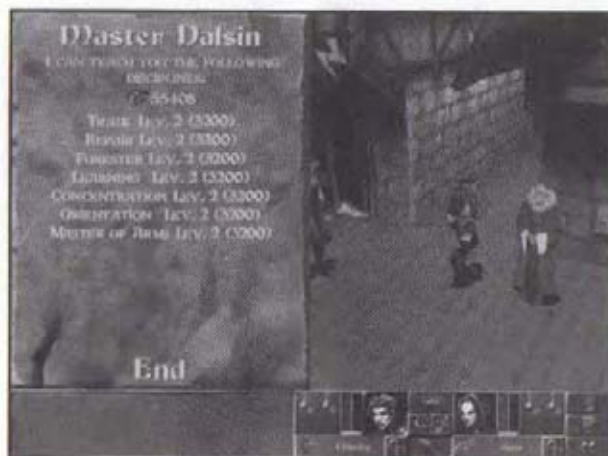 Master Dalsin
I CAN TEACH YOU THE FOLLOWING
DISCIPLINES:
55408
TRADE LEV. 2 (3200)
REPAIR LEV. 2 (3200)
FORESTER LEV. 2 (3200)
LEARNING LEV. 2 (3200)
CONCENTRATION LEV. 2 (3200)
ORIENTATION LEV. 2 (3200)
MASTER OF ARMS LEV. 2 (3200)
End